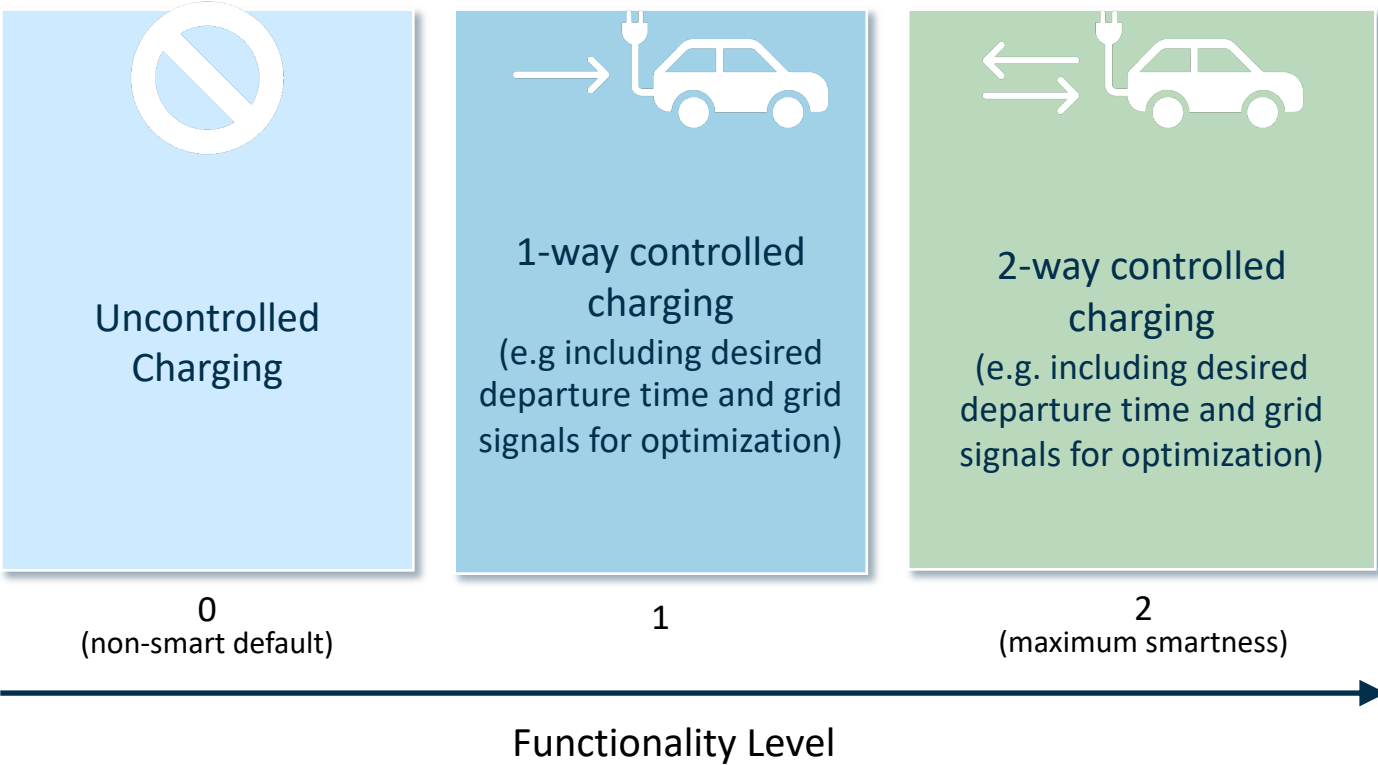 Uncontrolled
Charging
1-way controlled
charging
(e.g including desired
departure time and grid
signals for optimization)
2-way controlled
charging
(e.g. including desired
departure time and grid
signals for optimization)
0
(non-smart default)
1
2
(maximum smartness)
Functionality Level